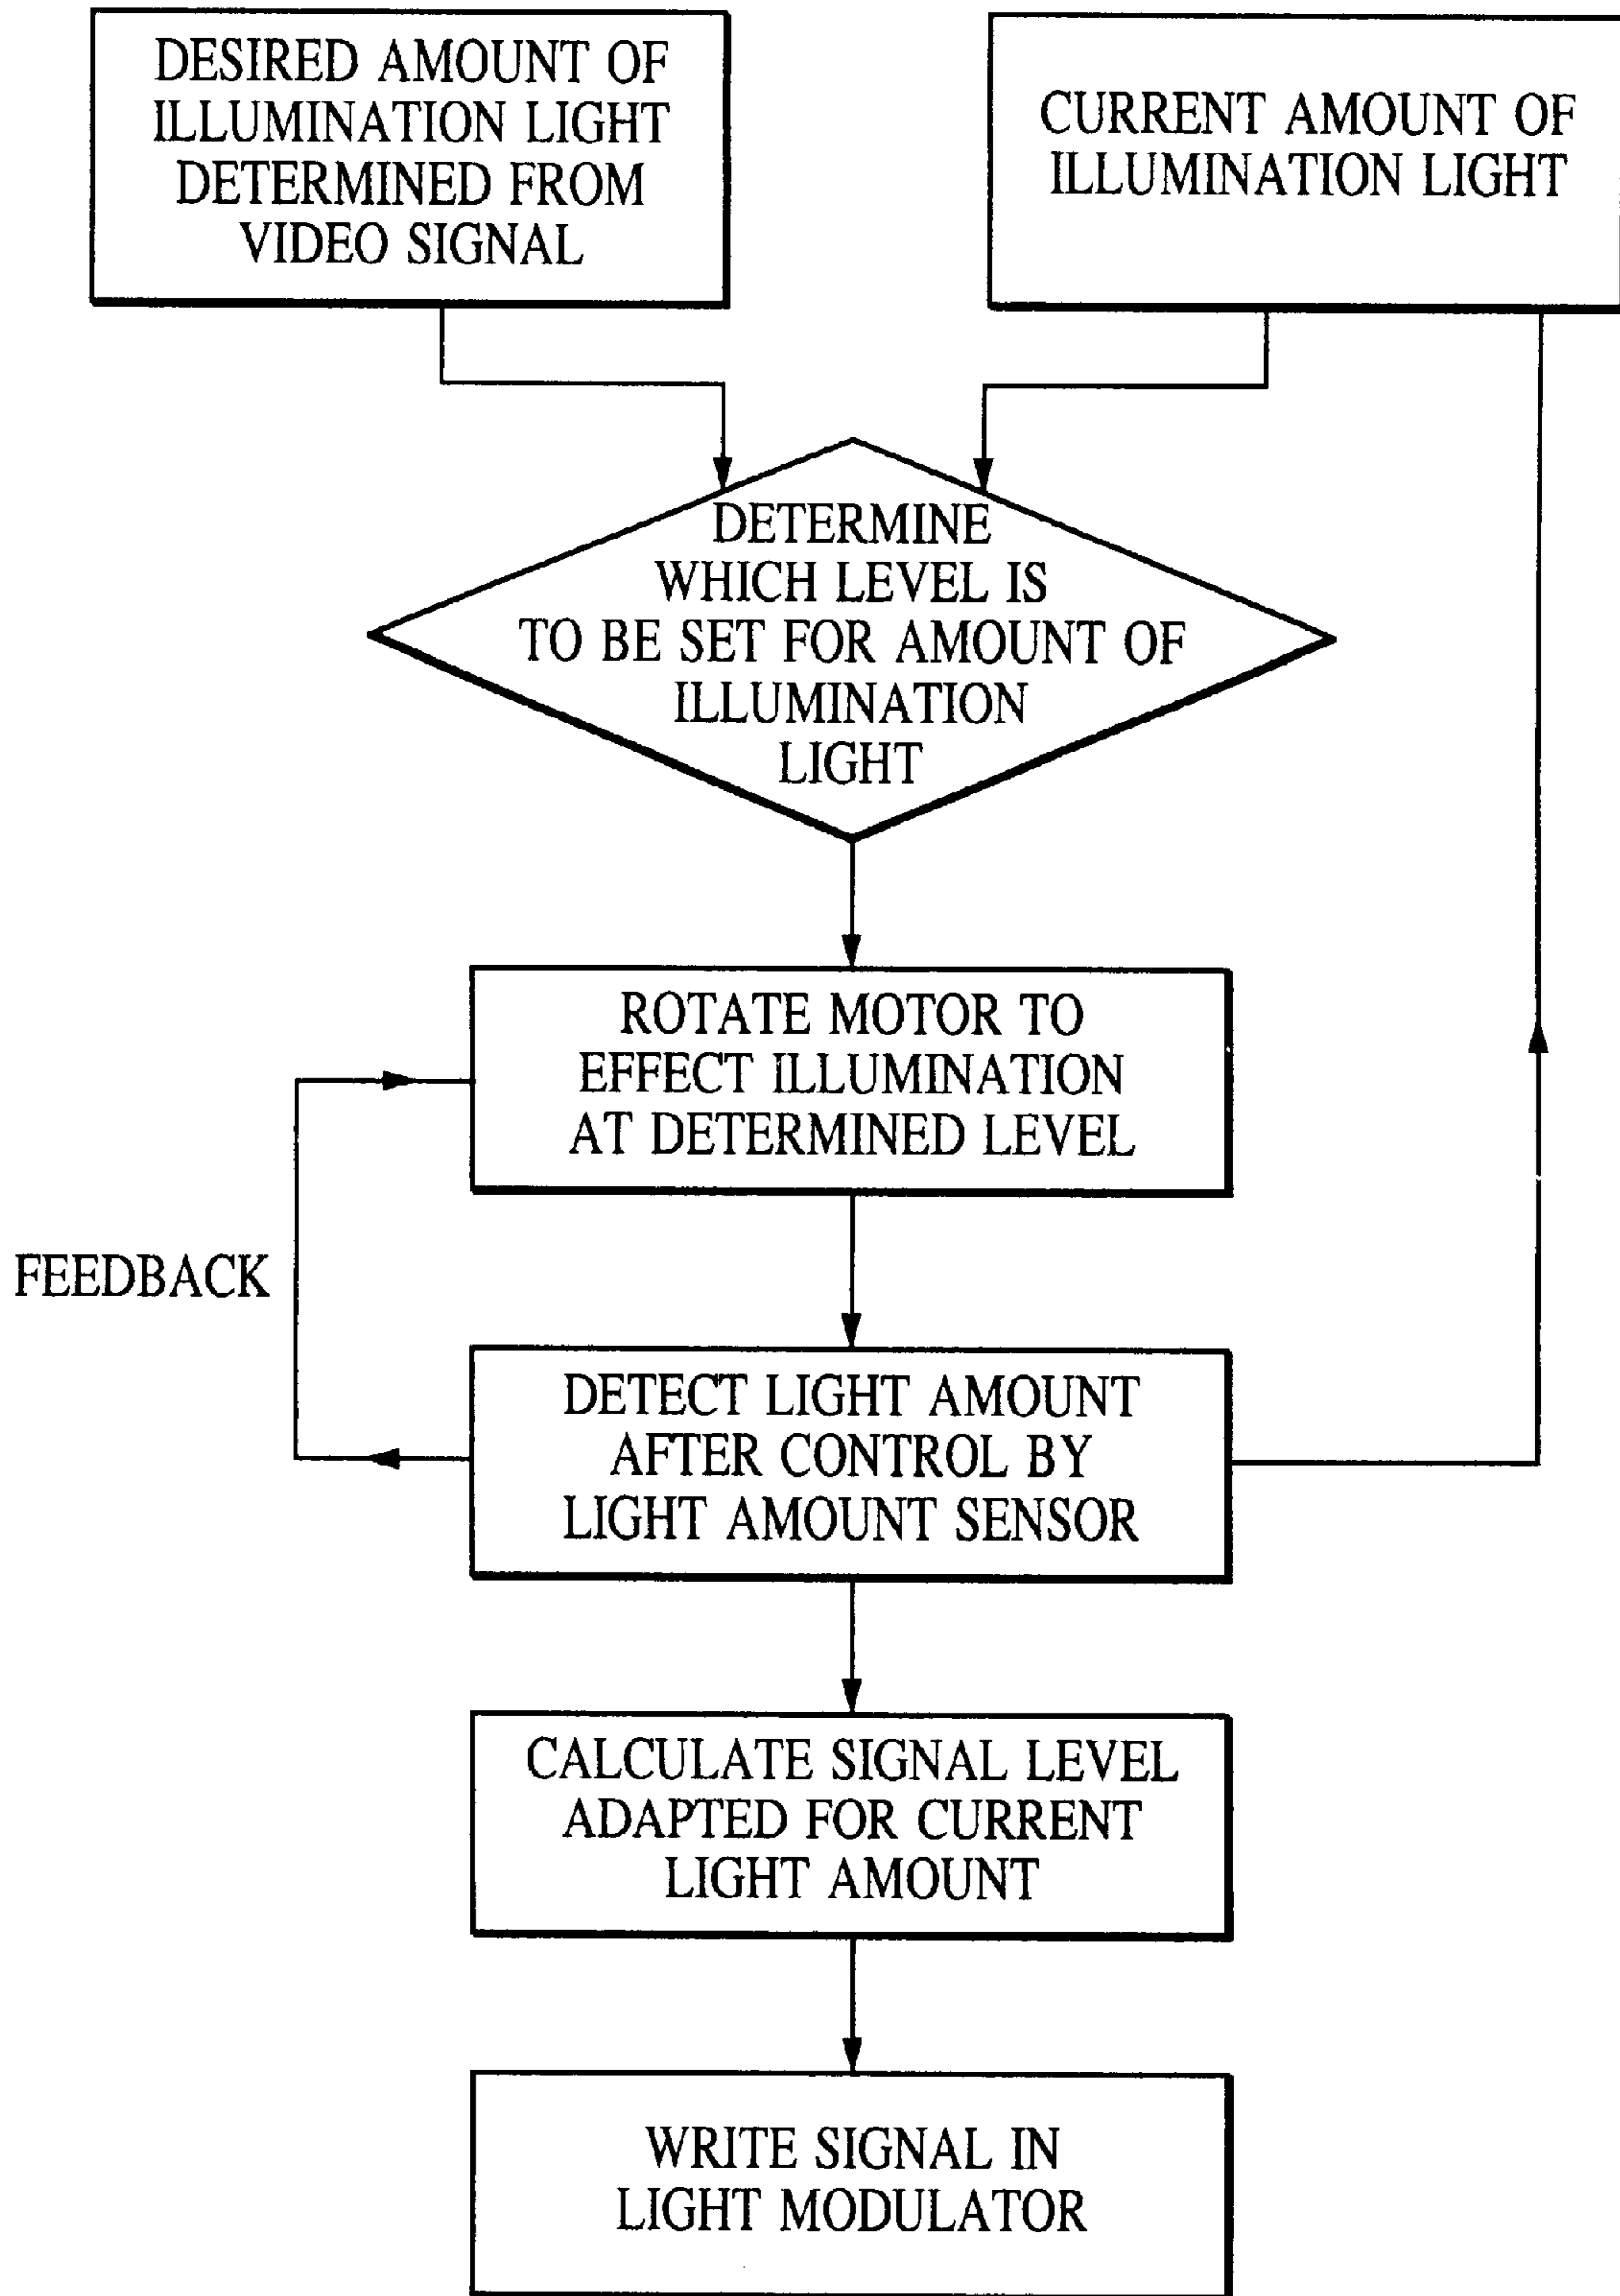 DESIRED AMOUNT OF
ILLUMINATION LIGHT
DETERMINED FROM
VIDEO SIGNAL
CURRENT AMOUNT OF
ILLUMINATION LIGHT
DETERMINE
WHICH LEVEL IS
TO BE SET FOR AMOUNT OF
ILLUMINATION
LIGHT
ROTATE MOTOR TO
EFFECT ILLUMINATION
AT DETERMINED LEVEL
FEEDBACK
DETECT LIGHT AMOUNT
AFTER CONTROL BY
LIGHT AMOUNT SENSOR
CALCULATE SIGNAL LEVEL
ADAPTED FOR CURRENT
LIGHT AMOUNT
WRITE SIGNAL IN
LIGHT MODULATOR